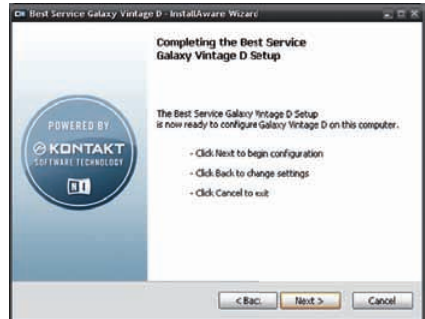 Best Service Galaxy Vintage D - InstallAware Wizard
Completing the Best Service
Galaxy Vintage D Setup
The Best Service Galaxy Vintage D Setup
is now ready to configure Galaxy Vintage D on this computer.
- Click Next to begin configuration
- Click Back to change settings
- Click Cancel to exit
POWERED BY
KONTAKT
SOFTWARE TECHNOLOGY
NI
< Back
Next >
Cancel